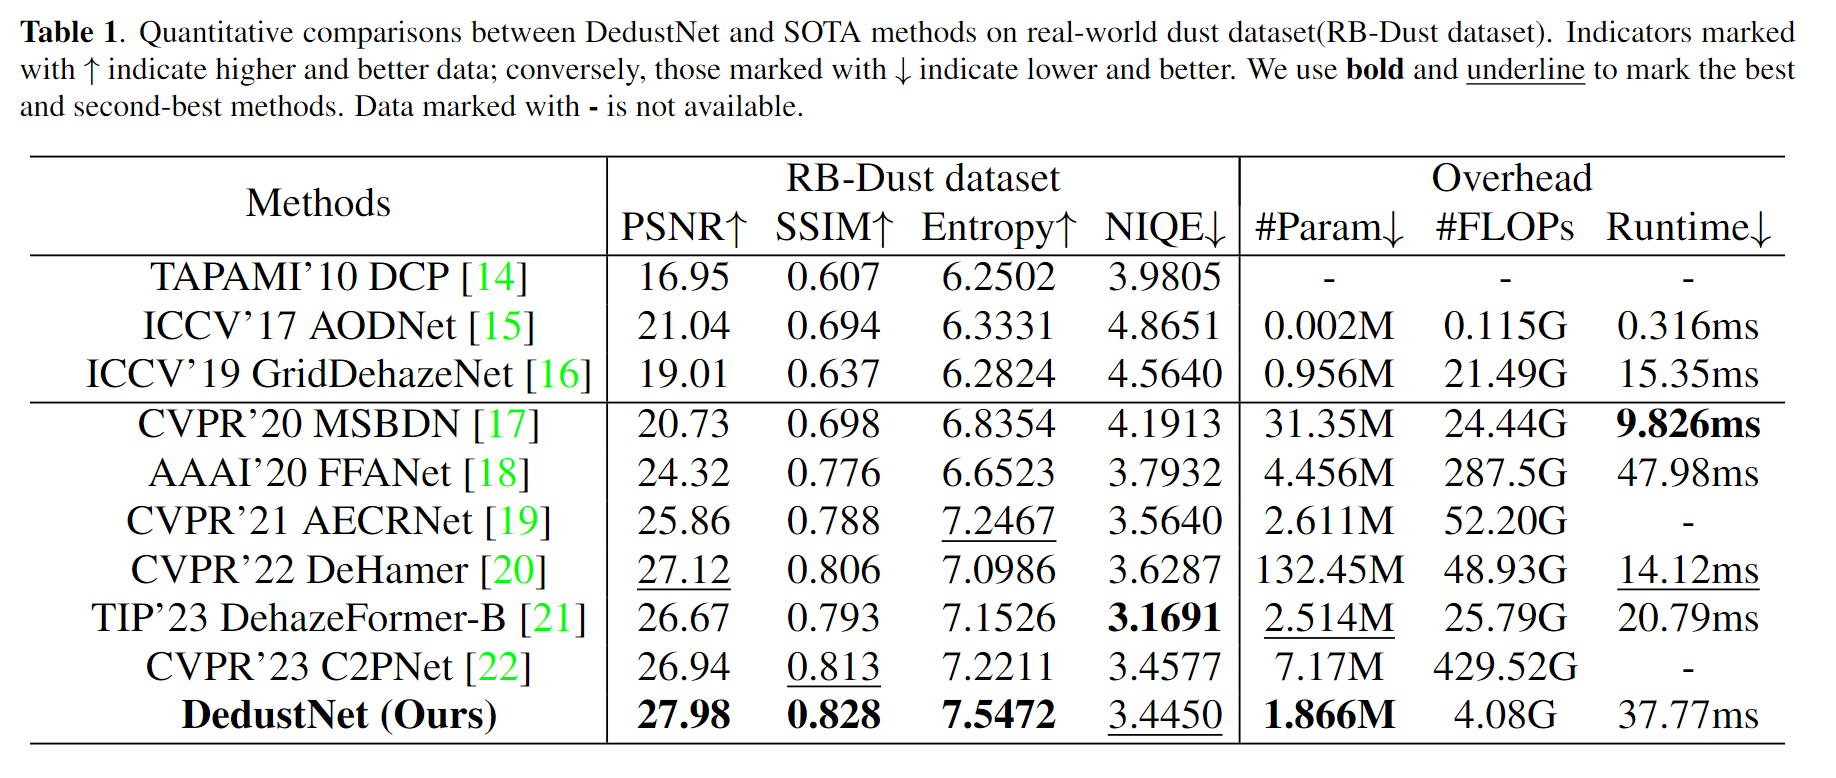 Table 1. Quantitative comparisons between DedustNet and SOTA methods on real-world dust dataset(RB-Dust dataset). Indicators marked
with ↑ indicate higher and better data; conversely, those marked with ↓ indicate lower and better. We use bold and underline to mark the best
and second-best methods. Data marked with - is not available.
Methods RB-Dust dataset Overhead
PSNR↑ SSIM↑ Entropy↑ NIQE↓ #Param↓ #FLOPs Runtime↓
TAPAMI'10 DCP [14] 16.95 0.607 6.2502 3.9805 - - -
ICCV'17 AODNet [15] 21.04 0.694 6.3331 4.8651 0.002M 0.115G 0.316ms
ICCV'19 GridDehazeNet [16] 19.01 0.637 6.2824 4.5640 0.956M 21.49G 15.35ms
CVPR'20 MSBDN [17] 20.73 0.698 6.8354 4.1913 31.35M 24.44G 9.826ms
AAAI'20 FFANet [18] 24.32 0.776 6.6523 3.7932 4.456M 287.5G 47.98ms
CVPR'21 AECRNet [19] 25.86 0.788 7.2467 3.5640 2.611M 52.20G -
CVPR'22 DeHamer [20] 27.12 0.806 7.0986 3.6287 132.45M 48.93G 14.12ms
TIP'23 DehazeFormer-B [21] 26.67 0.793 7.1526 3.1691 2.514M 25.79G 20.79ms
CVPR'23 C2PNet [22] 26.94 0.813 7.2211 3.4577 7.17M 429.52G -
DedustNet (Ours) 27.98 0.828 7.5472 3.4450 1.866M 4.08G 37.77ms